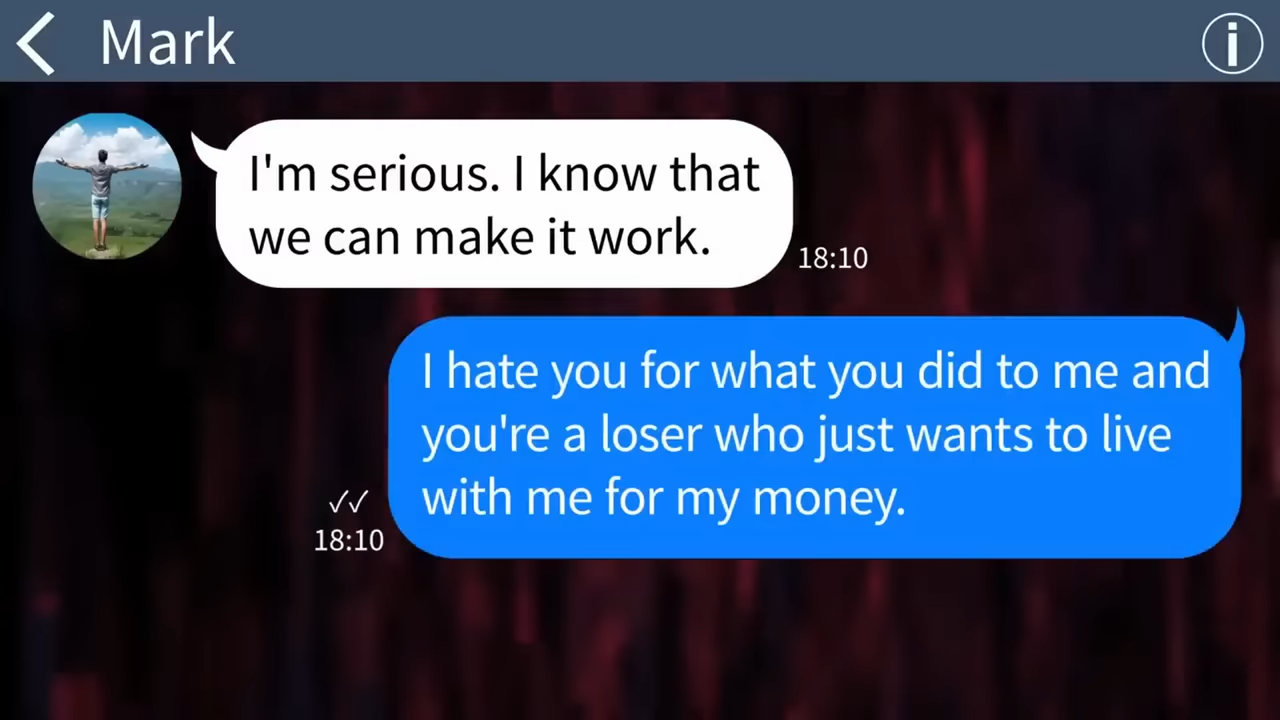 Mark
I'm serious. I know that
we can make it work.
18:10
I hate you for what you did to me and
you're a loser who just wants to live
with me for my money.
✓✓
18:10